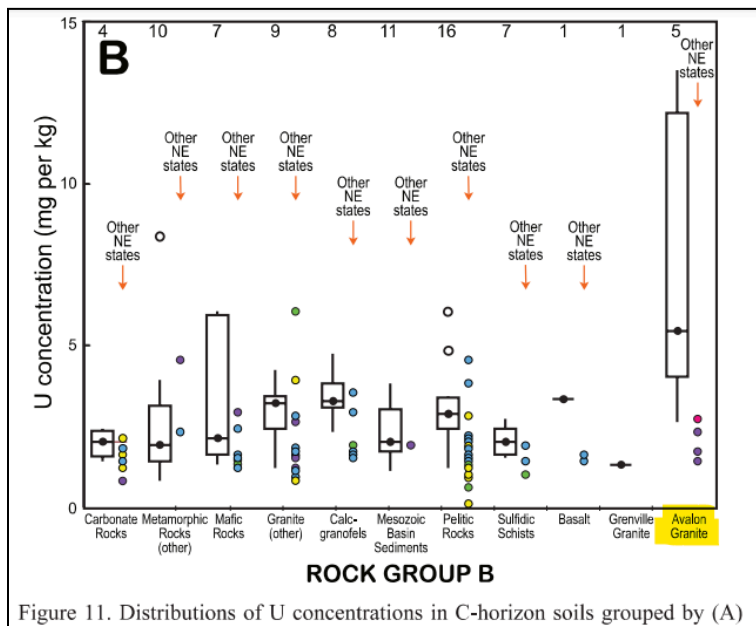 15
4 10 7 9 8 11 16 7 1 1 5
B
Other
NE
states
Other
NE
states
Other
NE
states
Other
NE
states
Other
NE
states
Other
NE
states
Other
NE
states
Other
NE
states
Other
NE
states
Other
NE
states
10
5
0
U concentration (mg per kg)
Carbonate
Rocks
Metamorphic
Rocks
(other)
Mafic
Rocks
Granite
(other)
Calc-
granofels
Mesozoic
Basin
Sediments
Pelitic
Rocks
Sulfidic
Schists
Basalt
Grenville
Granite
Avalon
Granite
ROCK GROUP B
Figure 11. Distributions of U concentrations in C-horizon soils grouped by (A)